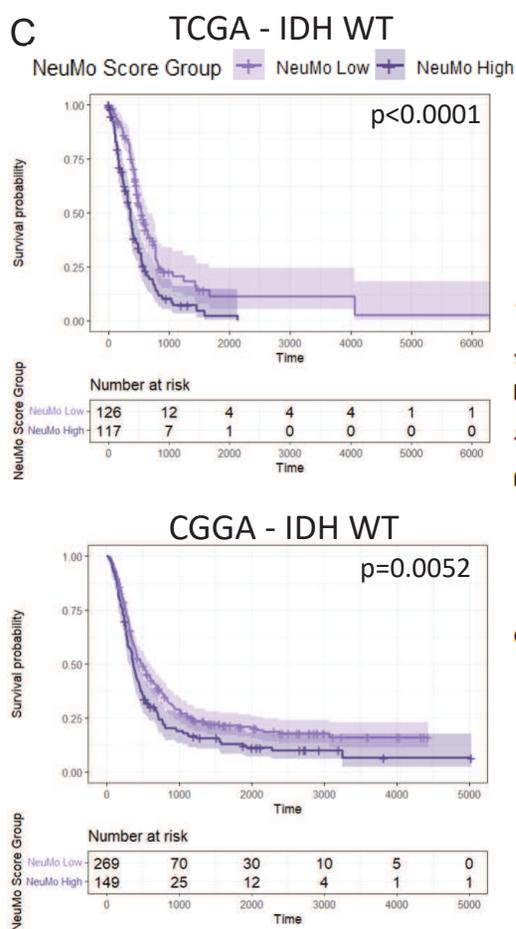 C
TCGA - IDH WT
NeuMo Score Group NeuMo Low NeuMo High
p<0.0001
Survival probability
1.00
0.75
0.50
0.25
0.00
0 1000 2000 3000 4000 5000 6000
Time
Number at risk
NeuMo Score Group
NeuMo Low 126 12 4 4 4 1 1
NeuMo High 117 7 1 0 0 0 0
0 1000 2000 3000 4000 5000 6000
Time
CGGA - IDH WT
p=0.0052
Survival probability
1.00
0.75
0.50
0.25
0.00
0 1000 2000 3000 4000 5000
Time
Number at risk
NeuMo Score Group
NeuMo Low 269 70 30 10 5 0
NeuMo High 149 25 12 4 1 1
0 1000 2000 3000 4000 5000
Time